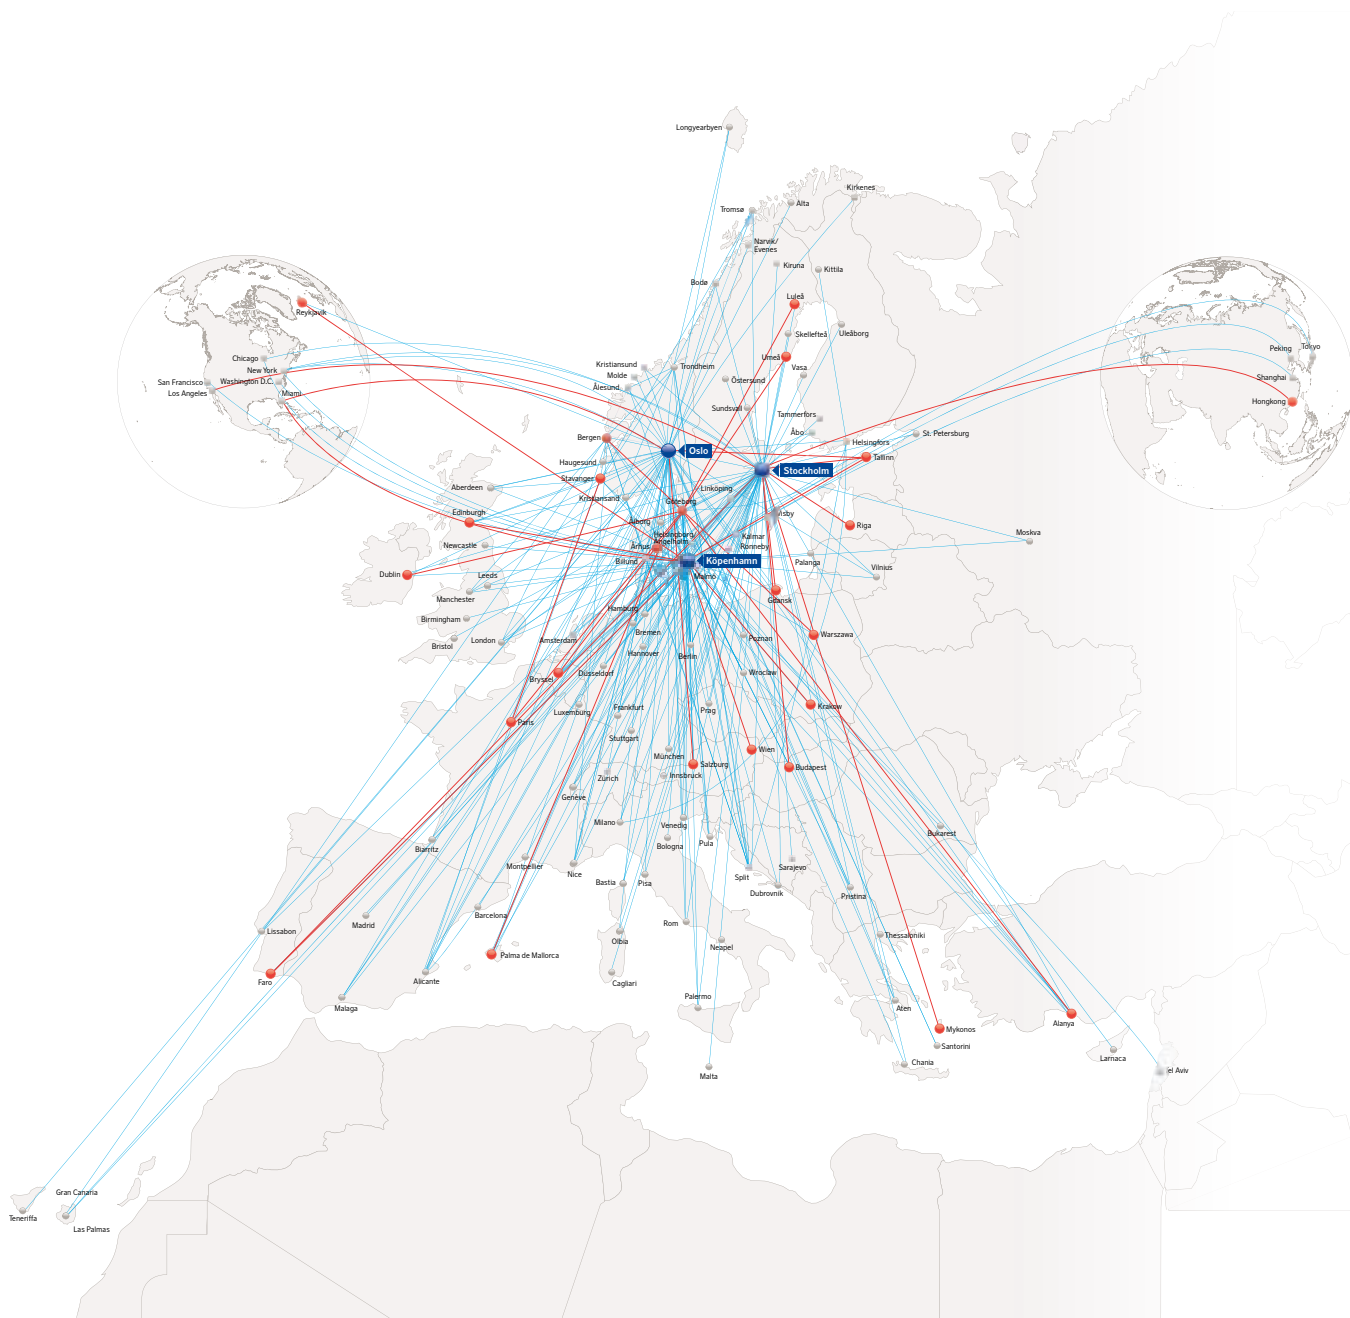 Longyearbyen
Kirkenes
Tromsø
Alta
Narvik/
Evenes
Kiruna
Kittila
Bodø
Luleå
Reykjavik
Skellefteå
Uleåborg
Chicago
New York
San Francisco
Washington D.C.
Los Angeles
Miami
Kristiansund
Molde
Ålesund
Trondheim
Umeå
Vasa
Östersund
Sundsvall
Tammerfors
Åbo
Helsingfors
St. Petersburg
Tallinn
Peking
Tokyo
Shanghai
Hongkong
Bergen
Oslo
Haugesund
Stockholm
Stavanger
Aberdeen
Kristiansand
Linköping
Göteborg
Edinburgh
Ålborg
Visby
Riga
Moskva
Helsingborg
Ängelholm
Kalmar
Ronneby
Newcastle
Århus
Billund
Köpenhamn
Palanga
Vilnius
Dublin
Leeds
Malmö
Manchester
Gdansk
Hamburg
Birmingham
Bremen
Warszawa
Bristol
London
Amsterdam
Poznan
Hannover
Berlin
Bryssel
Düsseldorf
Wroclaw
Luxemburg
Frankfurt
Prag
Krakow
Paris
Stuttgart
München
Salzburg
Wien
Budapest
Zürich
Innsbruck
Genève
Milano
Venedig
Bukarest
Biarritz
Bologna
Pula
Montpellier
Nice
Bastia
Pisa
Split
Sarajevo
Dubrovnik
Pristina
Barcelona
Madrid
Lissabon
Rom
Olbia
Neapel
Thessaloniki
Palma de Mallorca
Faro
Alicante
Cagliari
Malaga
Palermo
Aten
Mykonos
Alanya
Santorini
Larnaca
Chania
Malta
el Aviv
Gran Canaria
Teneriffa
Las Palmas